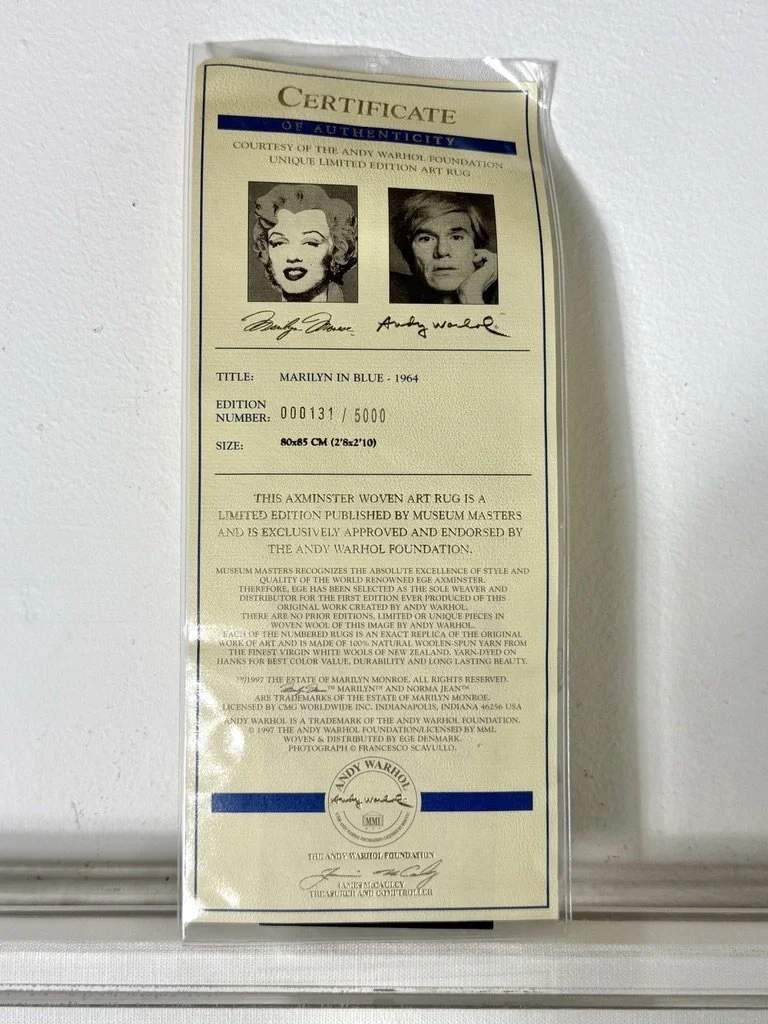 CERTIFICATE
OF AUTHENTICITY
COURTESY OF THE ANDY WARHOL FOUNDATION
UNIQUE LIMITED EDITION ART RUG
Marilyn Monroe
Andy Warhol
TITLE: MARILYN IN BLUE - 1964
EDITION
NUMBER: 000131 / 5000
SIZE: 80x85 CM (2'8x2'10)
THIS AXMINSTER WOVEN ART RUG IS A
LIMITED EDITION PUBLISHED BY MUSEUM MASTERS
AND IS EXCLUSIVELY APPROVED AND ENDORSED BY
THE ANDY WARHOL FOUNDATION.
MUSEUM MASTERS RECOGNIZES THE ABSOLUTE EXCELLENCE OF STYLE AND
QUALITY OF THE WORLD RENOWNED EGE AXMINSTER.
THEREFORE, EGE HAS BEEN SELECTED AS THE SOLE WEAVER AND
DISTRIBUTOR FOR THE FIRST EDITION EVER PRODUCED OF THIS
ORIGINAL WORK CREATED BY ANDY WARHOL.
THERE ARE NO PRIOR EDITIONS, LIMITED OR UNIQUE PIECES IN
WOVEN WOOL OF THIS IMAGE BY ANDY WARHOL.
EACH OF THE NUMBERED RUGS IS AN EXACT REPLICA OF THE ORIGINAL
WORK OF ART AND IS MADE OF 100% NATURAL WOOLEN-SPUN YARN FROM
THE FINEST VIRGIN WHITE WOOLS OF NEW ZEALAND. YARN-DYED ON
HANKS FOR BEST COLOR VALUE, DURABILITY AND LONG LASTING BEAUTY.
™/1997 THE ESTATE OF MARILYN MONROE. ALL RIGHTS RESERVED.
Marilyn Monroe™ MARILYN™ AND NORMA JEAN™
ARE TRADEMARKS OF THE ESTATE OF MARILYN MONROE.
LICENSED BY CMG WORLDWIDE INC. INDIANAPOLIS, INDIANA 46256 USA
ANDY WARHOL IS A TRADEMARK OF THE ANDY WARHOL FOUNDATION.
© 1997 THE ANDY WARHOL FOUNDATION/LICENSED BY MMI.
WOVEN & DISTRIBUTED BY EGE DENMARK.
PHOTOGRAPH © FRANCESCO SCAVULLO.
ANDY WARHOL
Andy Warhol
MMI
THE ANDY WARHOL FOUNDATION
JAMES McCAULEY
TREASURER AND COMPTROLLER